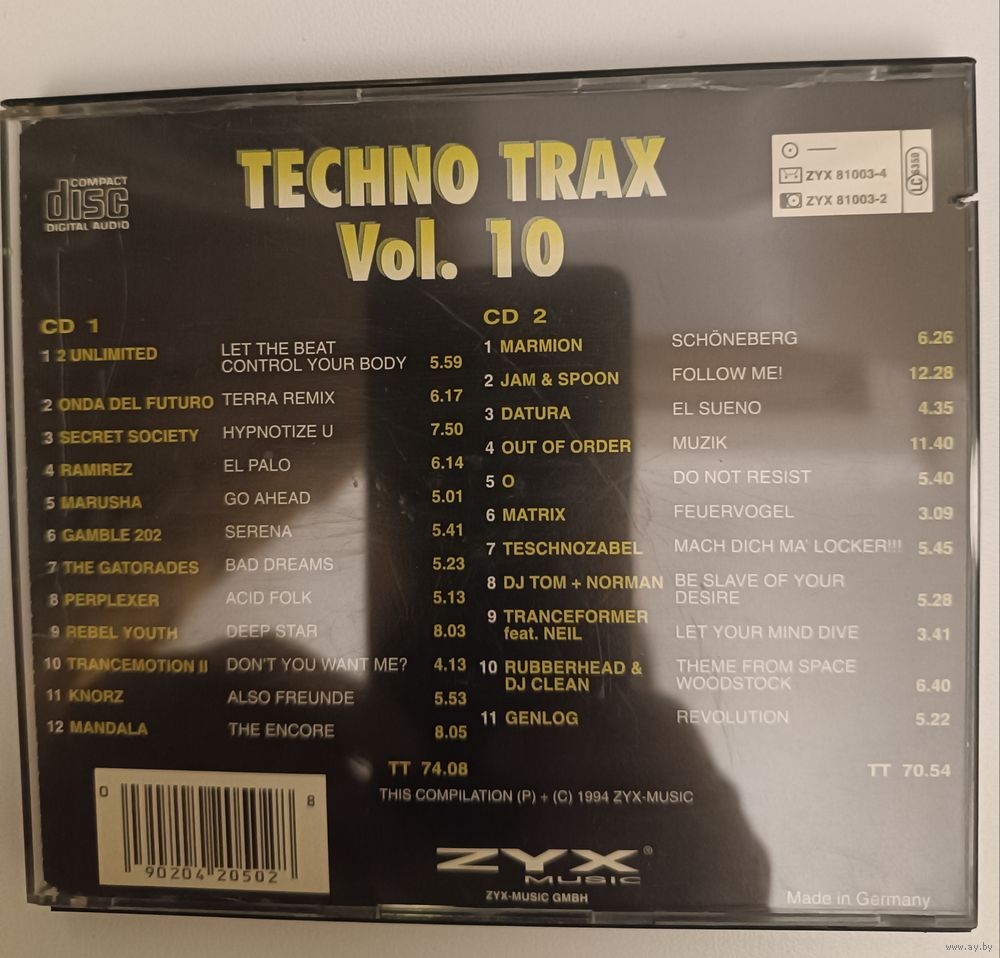 TECHNO TRAX
Vol. 10
COMPACT
disc
DIGITAL AUDIO
ZYX 81003-4
ZYX 81003-2
LC 6350
CD 1
1 2 UNLIMITED LET THE BEAT
CONTROL YOUR BODY 5.59
2 ONDA DEL FUTURO TERRA REMIX 6.17
3 SECRET SOCIETY HYPNOTIZE U 7.50
4 RAMIREZ EL PALO 6.14
5 MARUSHA GO AHEAD 5.01
6 GAMBLE 202 SERENA 5.41
7 THE GATORADES BAD DREAMS 5.23
8 PERPLEXER ACID FOLK 5.13
9 REBEL YOUTH DEEP STAR 8.03
10 TRANCEMOTION II DON'T YOU WANT ME? 4.13
11 KNORZ ALSO FREUNDE 5.53
12 MANDALA THE ENCORE 8.05
TT 74.08
CD 2
1 MARMION SCHÖNEBERG 6.26
2 JAM & SPOON FOLLOW ME! 12.28
3 DATURA EL SUENO 4.35
4 OUT OF ORDER MUZIK 11.40
5 O DO NOT RESIST 5.40
6 MATRIX FEUERVOGEL 3.09
7 TESCHNOZABEL MACH DICH MA' LOCKER!!! 5.45
8 DJ TOM + NORMAN BE SLAVE OF YOUR
DESIRE 5.28
9 TRANCEFORMER
feat. NEIL LET YOUR MIND DIVE 3.41
10 RUBBERHEAD & THEME FROM SPACE
DJ CLEAN WOODSTOCK 6.40
11 GENLOG REVOLUTION 5.22
TT 70.54
THIS COMPILATION (P) + (C) 1994 ZYX-MUSIC
0 90204 20502 8
ZYX®
MUSIC
ZYX-MUSIC GMBH
Made in Germany
www.ay.by